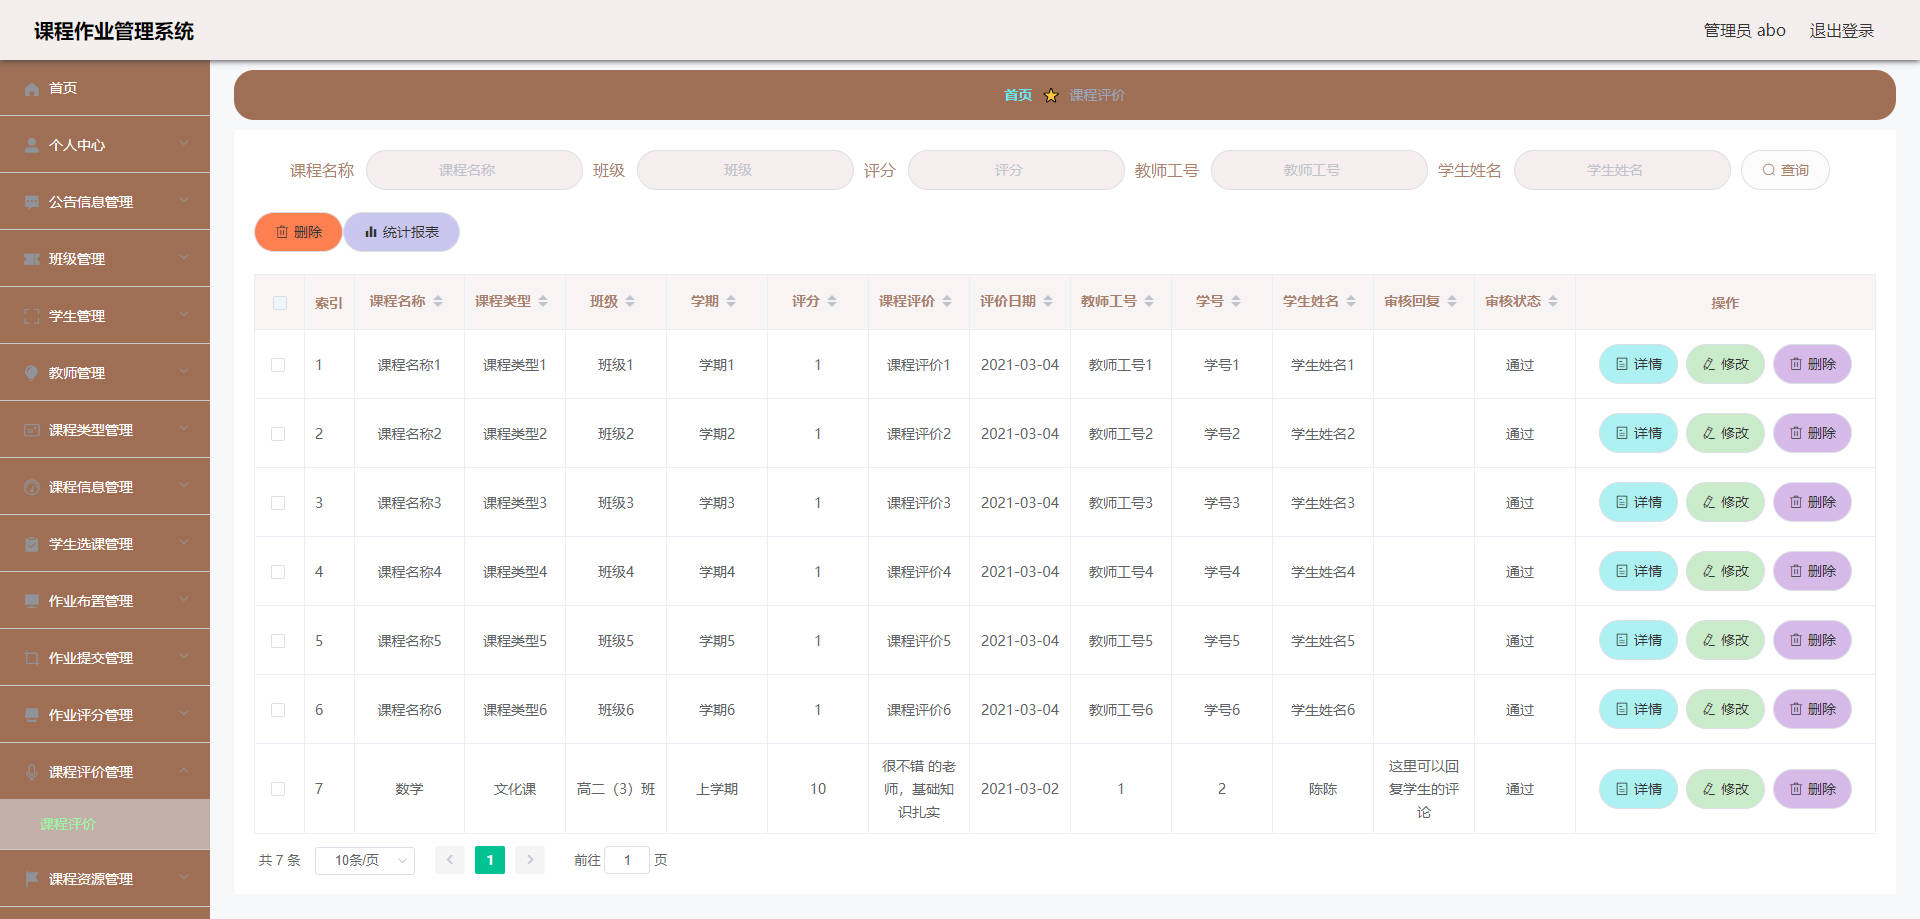 课程作业管理系统
管理员 abo 退出登录
首页
个人中心
公告信息管理
班级管理
学生管理
教师管理
课程类型管理
课程信息管理
学生选课管理
作业布置管理
作业提交管理
作业评分管理
课程评价管理
课程评价
课程资源管理
首页 课程评价
课程名称 课程名称 班级 班级 评分 评分 教师工号 教师工号 学生姓名 学生姓名 查询
删除 统计报表
索引 课程名称 课程类型 班级 学期 评分 课程评价 评价日期 教师工号 学号 学生姓名 审核回复 审核状态 操作
1 课程名称1 课程类型1 班级1 学期1 1 课程评价1 2021-03-04 教师工号1 学号1 学生姓名1 通过 详情 修改 删除
2 课程名称2 课程类型2 班级2 学期2 1 课程评价2 2021-03-04 教师工号2 学号2 学生姓名2 通过 详情 修改 删除
3 课程名称3 课程类型3 班级3 学期3 1 课程评价3 2021-03-04 教师工号3 学号3 学生姓名3 通过 详情 修改 删除
4 课程名称4 课程类型4 班级4 学期4 1 课程评价4 2021-03-04 教师工号4 学号4 学生姓名4 通过 详情 修改 删除
5 课程名称5 课程类型5 班级5 学期5 1 课程评价5 2021-03-04 教师工号5 学号5 学生姓名5 通过 详情 修改 删除
6 课程名称6 课程类型6 班级6 学期6 1 课程评价6 2021-03-04 教师工号6 学号6 学生姓名6 通过 详情 修改 删除
7 数学 文化课 高二（3）班 上学期 10 很不错 的老师，基础知识扎实 2021-03-02 1 2 陈陈 这里可以回复学生的评论 通过 详情 修改 删除
共 7 条 10条/页 1 前往 1 页